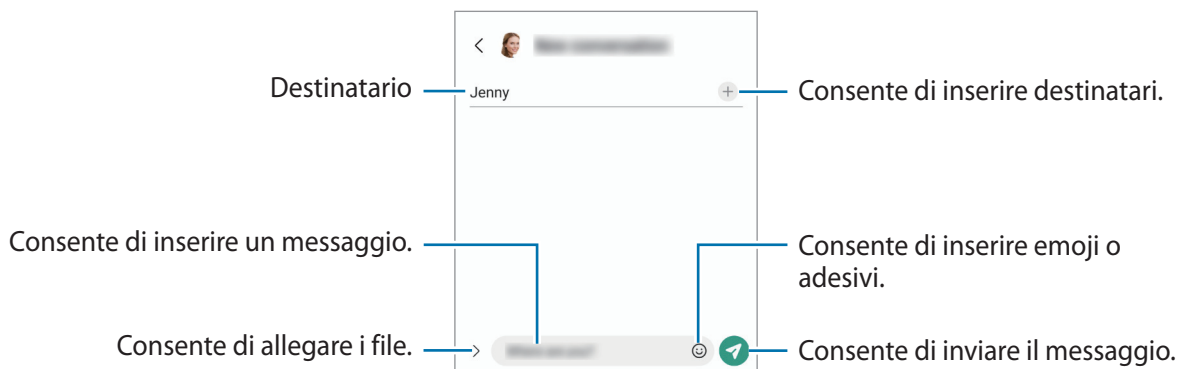 Destinatario
Jenny
Consente di inserire destinatari.
Consente di inserire un messaggio.
Consente di inserire emoji o
adesivi.
Consente di allegare i file.
Consente di inviare il messaggio.